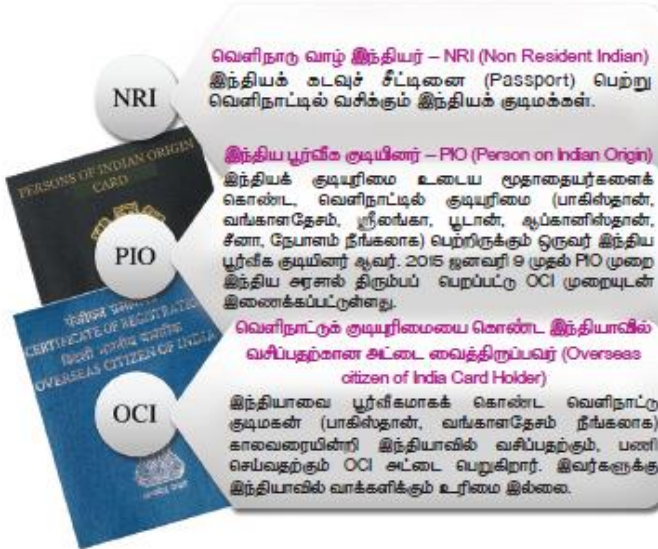 வெளிநாடு வாழ் இந்தியர் – NRI (Non Resident Indian)
இந்தியக் கடவுச் சீட்டினை (Passport) பெற்று
வெளிநாட்டில் வசிக்கும் இந்தியக் குடிமக்கள்.
NRI
இந்திய பூர்வீக குடியினர் – PIO (Person on Indian Origin)
இந்தியக் குடியுரிமை உடைய மூதாதையர்களைக்
கொண்ட, வெளிநாட்டில் குடியுரிமை (பாகிஸ்தான்,
வங்காளதேசம், ஸ்ரீலங்கா, பூடான், ஆப்கானிஸ்தான்,
சீனா, நேபாளம் நீங்கலாக) பெற்றிருக்கும் ஒருவர் இந்திய
பூர்வீக குடியினர் ஆவர். 2015 ஜனவரி 9 முதல் PIO முறை
இந்திய அரசால் திரும்பப் பெறப்பட்டு OCI முறையுடன்
இணைக்கப்பட்டுள்ளது.
PERSONS OF INDIAN ORIGIN
CARD
PIO
வெளிநாட்டுக் குடியுரிமையை கொண்ட இந்தியாவில்
வசிப்பதற்கான அட்டை வைத்திருப்பவர் (Overseas
citizen of India Card Holder)
இந்தியாவை பூர்வீகமாகக் கொண்ட வெளிநாட்டு
குடிமகன் (பாகிஸ்தான், வங்காளதேசம் நீங்கலாக)
காலவரையின்றி இந்தியாவில் வசிப்பதற்கும், பணி
செய்வதற்கும் OCI அட்டை பெறுகிறார். இவர்களுக்கு
இந்தியாவில் வாக்களிக்கும் உரிமை இல்லை.
CERTIFICATE OF REGISTRATION
OVERSEAS CITIZEN OF INDIA
OCI